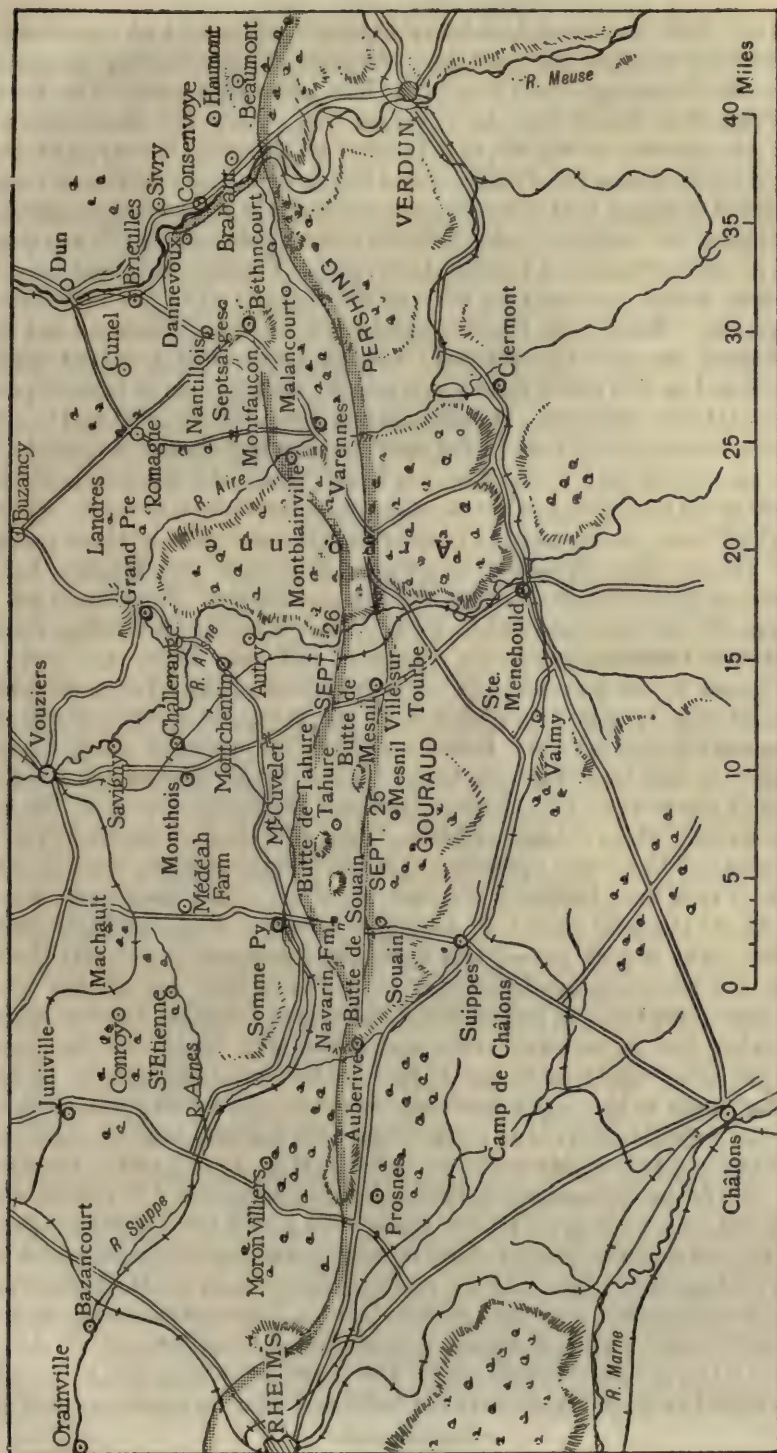 Orainville
Bazancourt
R. Suippe
Juniville
Machault
Conroy
St Etienne
R. Arnes
Vouziers
Savigny
Monthois
Médéah
Farm
Challerange
Montchentin
R. Aisne
Autry
Grand Pre
Buzancy
Landres
Romagne
R. Aire
Cunel
Dun
Brieulles
Sivry
Dannevoux
Consenvoye
Haumont
Brabant
Beaumont
Nantillois
Septsarges
Montfaucon
Béthincourt
Malancourt
Montblainville
Varennes
RHEIMS
MoronVilliers
Somme Py
Mt Cuvelet
Navarin Fm
Butte de Tahure
Tahure
SEPT. 26
Butte de
Mesnil
Auberive
Butte de Souain
SEPT. 25
Ville-sur-
Tourbe
Prosnes
Souain
Mesnil
GOURAUD
PERSHING
VERDUN
R. Meuse
Suippes
Camp de Châlons
Valmy
Ste.
Menehould
Clermont
R. Marne
Châlons
0 5 10 15 20 25 30 35 40
Miles